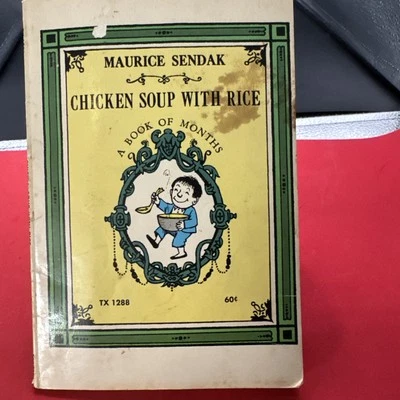 MAURICE SENDAK
CHICKEN SOUP WITH RICE
A BOOK OF MONTHS
TX 1288
60¢